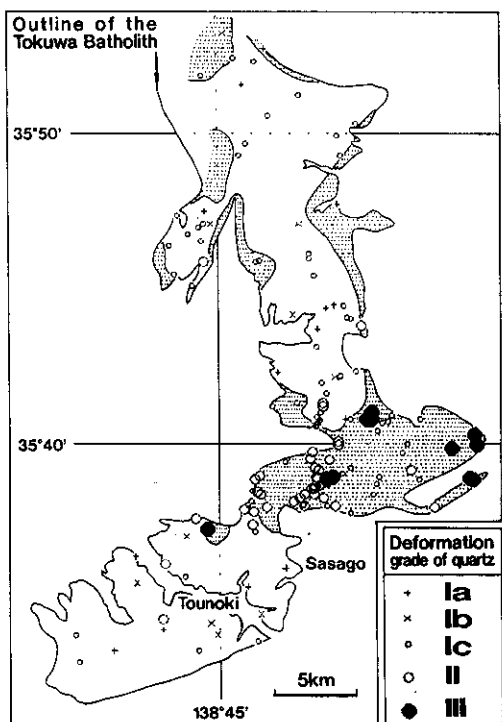 Outline of the
Tokuwa Batholith
35°50'
35°40'
Sasago
Tounoki
138°45'
5km
Deformation
grade of quartz
+ Ia
× Ib
o Ic
O II
● III